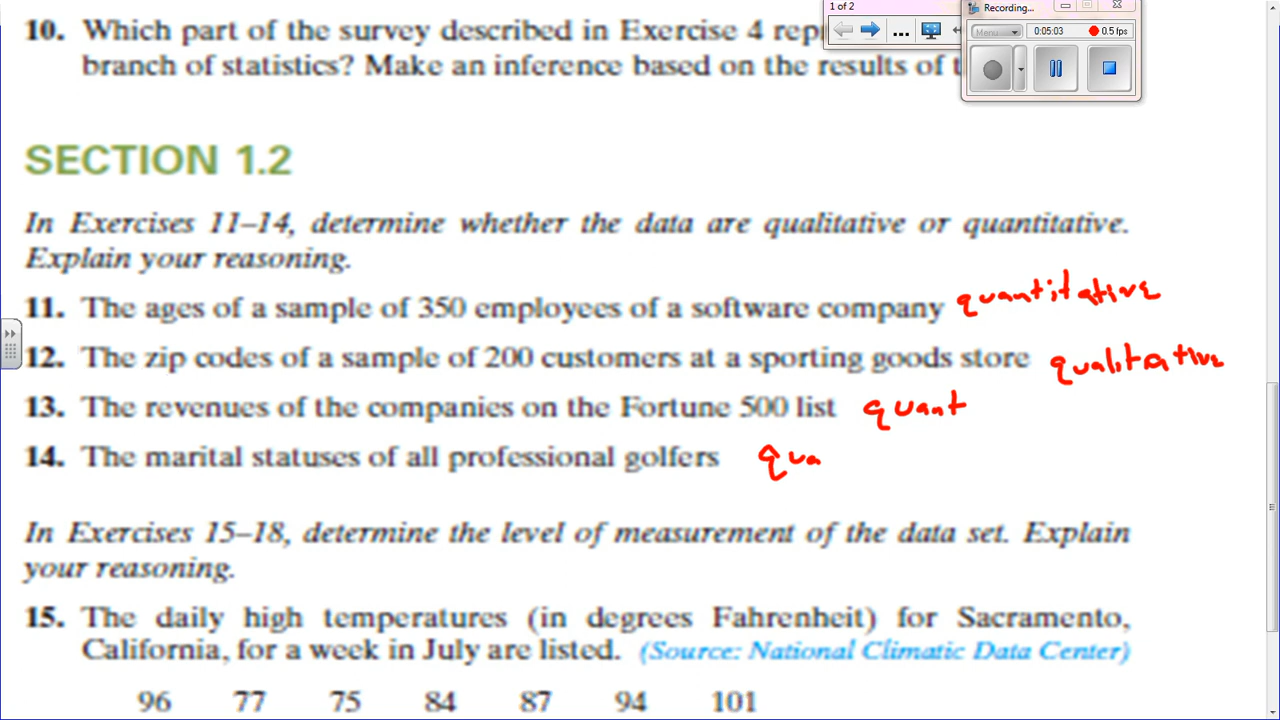 1 of 2
Recording...
Menu
0:05:03
0.5 fps
10. Which part of the survey described in Exercise 4 rep
branch of statistics? Make an inference based on the results of t
SECTION 1.2
In Exercises 11–14, determine whether the data are qualitative or quantitative.
Explain your reasoning.
11. The ages of a sample of 350 employees of a software company quantitative
12. The zip codes of a sample of 200 customers at a sporting goods store qualitative
13. The revenues of the companies on the Fortune 500 list quant
14. The marital statuses of all professional golfers qua
In Exercises 15–18, determine the level of measurement of the data set. Explain
your reasoning.
15. The daily high temperatures (in degrees Fahrenheit) for Sacramento,
California, for a week in July are listed. (Source: National Climatic Data Center)
96 77 75 84 87 94 101